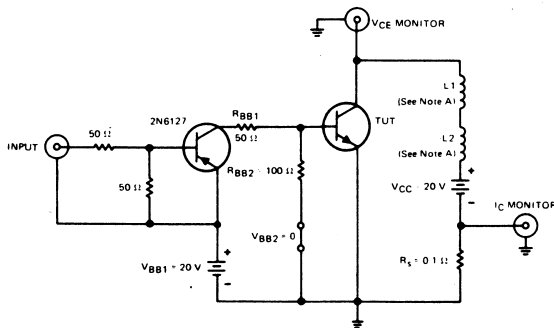 VCE MONITOR
L1
(See Note A)
2N6127
RBB1
50 Ω
TUT
L2
(See Note A)
INPUT
50 Ω
50 Ω
RBB2 = 100 Ω
VCC = 20 V
+
-
IC MONITOR
VBB2 = 0
+
VBB1 = 20 V
-
Rs = 0.1 Ω